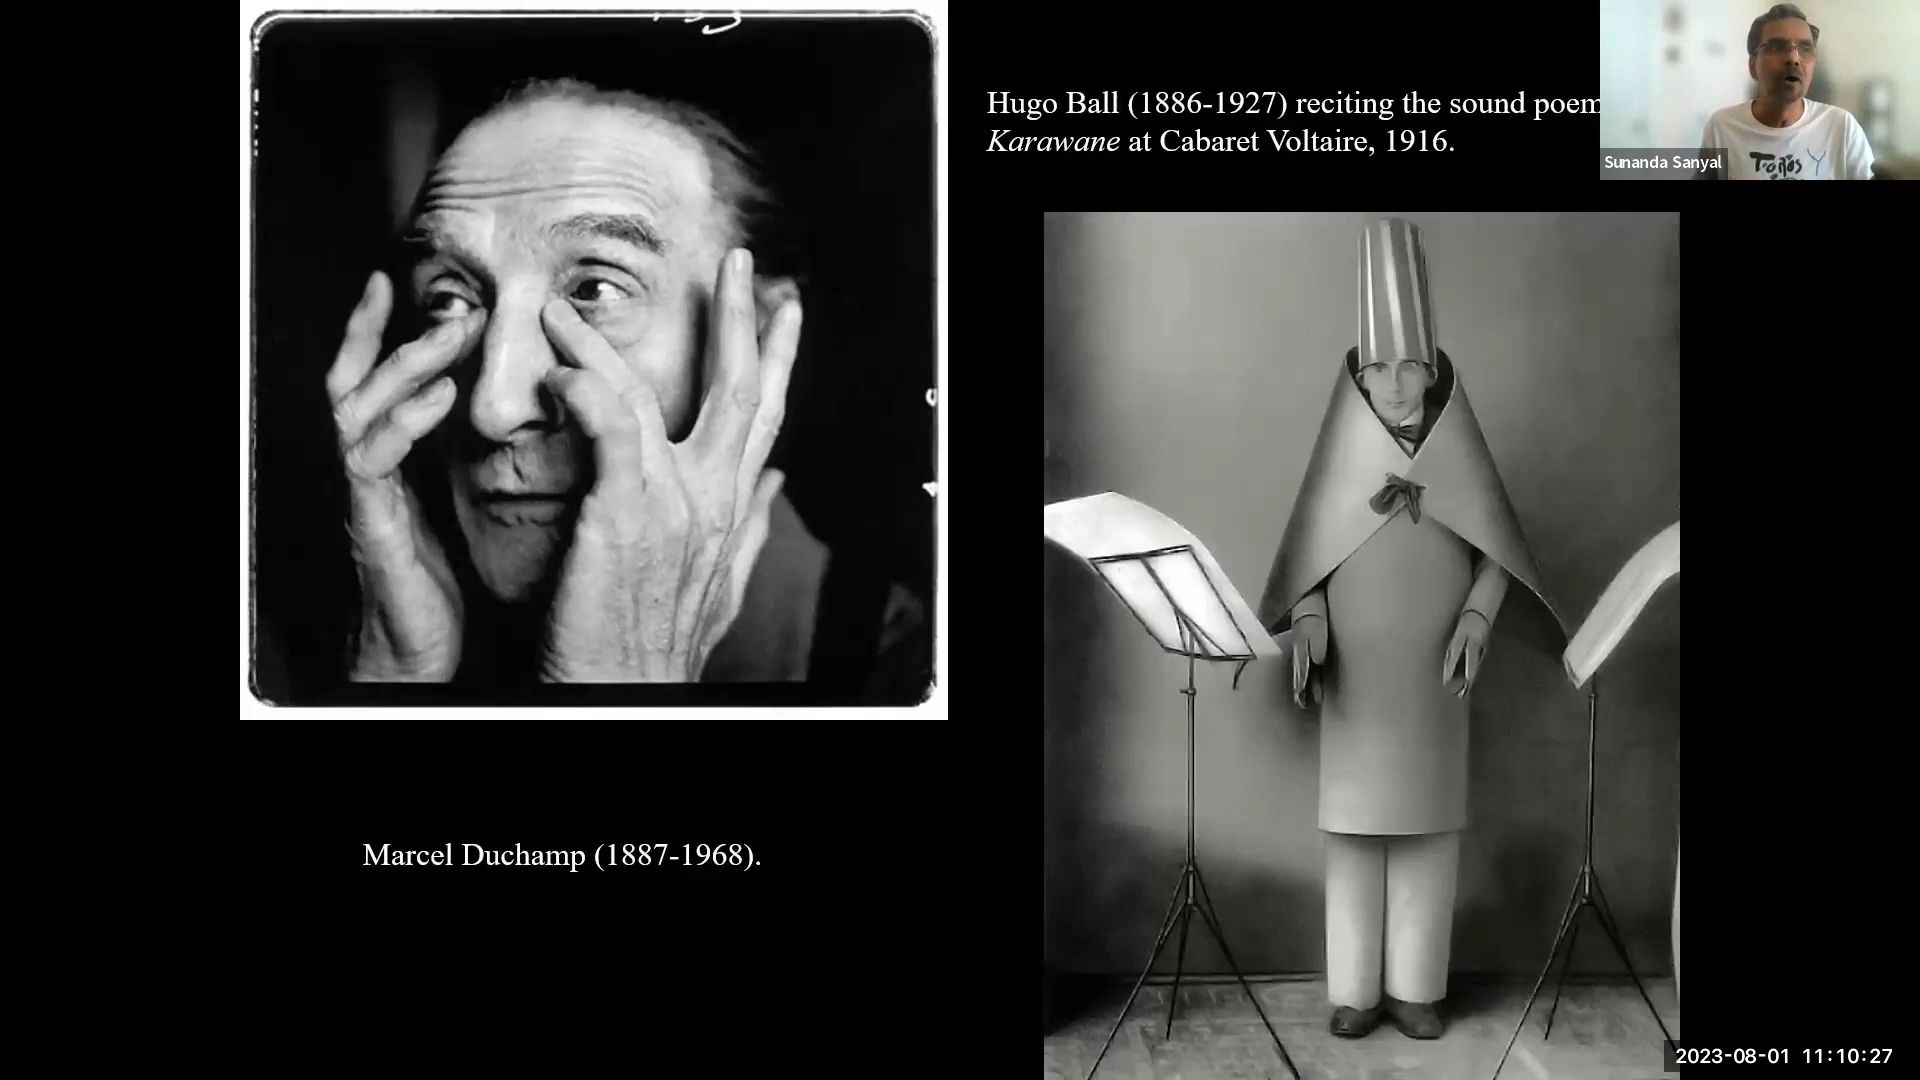 Hugo Ball (1886-1927) reciting the sound poem
Karawane at Cabaret Voltaire, 1916.
Sunanda Sanyal
Marcel Duchamp (1887-1968).
2023-08-01 11:10:27